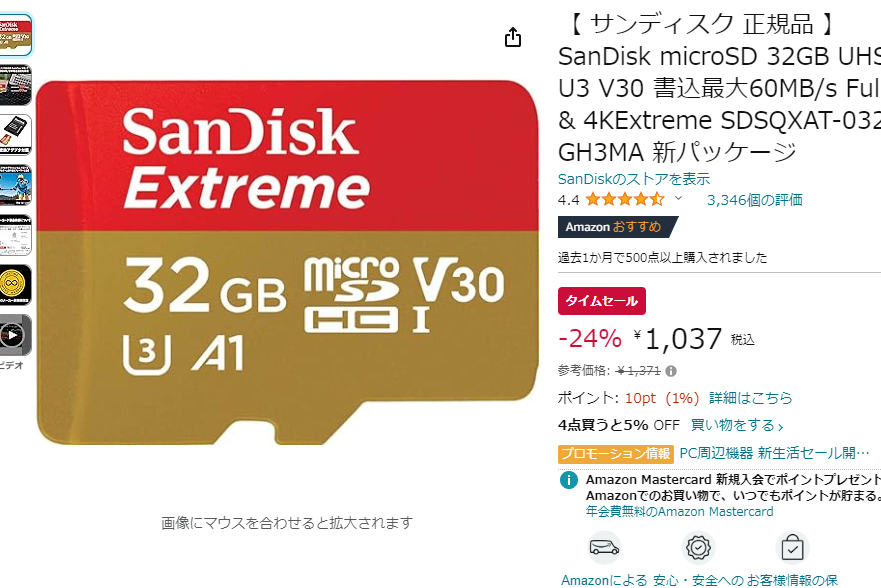 【 サンディスク 正規品 】
SanDisk microSD 32GB UHS
U3 V30 書込最大60MB/s Full
& 4KExtreme SDSQXAT-032
GH3MA 新パッケージ
SanDiskのストアを表示
4.4 3,346個の評価
Amazon おすすめ
過去1か月で500点以上購入されました
タイムセール
-24% ¥1,037 税込
参考価格: ¥1,371
ポイント: 10pt (1%) 詳細はこちら
4点買うと5% OFF 買い物をする
プロモーション情報 PC周辺機器 新生活セール開…
Amazon Mastercard 新規入会でポイントプレゼント
Amazonでのお買い物で、いつでもポイントが貯まる。
年会費無料のAmazon Mastercard
Amazonによる 安心・安全への お客様情報の保
SanDisk
Extreme
32GB micro SD HC I V30
U3 A1
画像にマウスを合わせると拡大されます
ビデオ